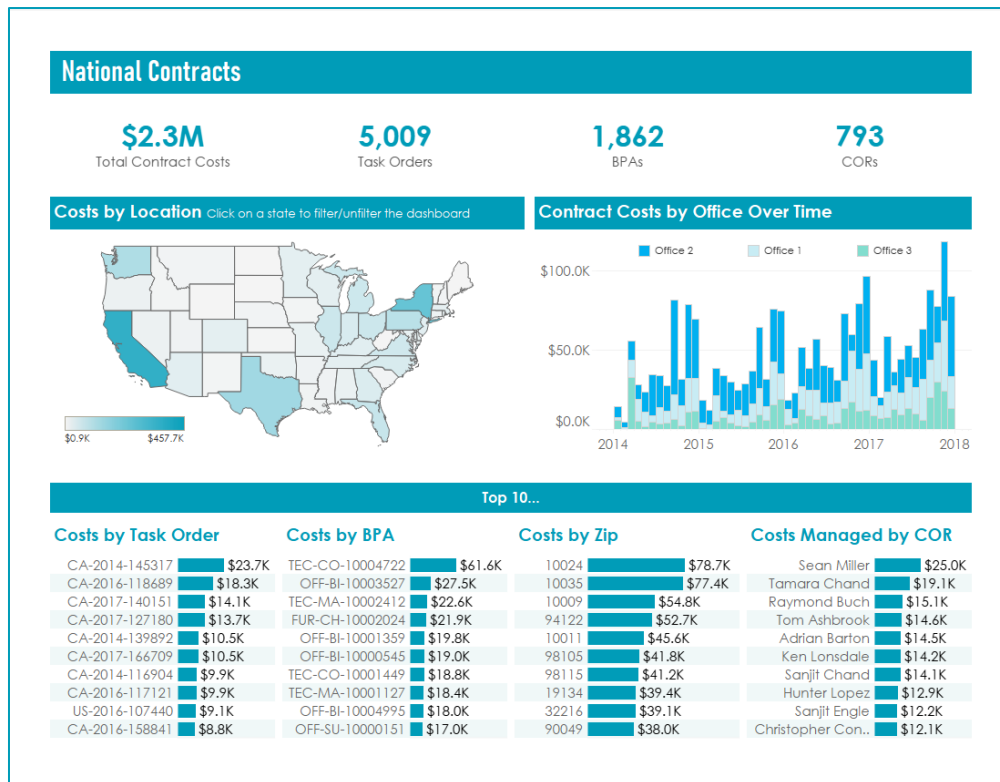 National Contracts
$2.3M
Total Contract Costs
5,009
Task Orders
1,862
BPAs
793
CORs
Costs by Location Click on a state to filter/unfilter the dashboard
$0.9K $457.7K
Contract Costs by Office Over Time
Office 2 Office 1 Office 3
$100.0K
$50.0K
$0.0K
2014 2015 2016 2017 2018
Top 10...
Costs by Task Order
CA-2014-145317 $23.7K
CA-2016-118689 $18.3K
CA-2017-140151 $14.1K
CA-2017-127180 $13.7K
CA-2014-139892 $10.5K
CA-2017-166709 $10.5K
CA-2014-116904 $9.9K
CA-2016-117121 $9.9K
US-2016-107440 $9.1K
CA-2016-158841 $8.8K
Costs by BPA
TEC-CO-10004722 $61.6K
OFF-BI-10003527 $27.5K
TEC-MA-10002412 $22.6K
FUR-CH-10002024 $21.9K
OFF-BI-10001359 $19.8K
OFF-BI-10000545 $19.0K
TEC-CO-10001449 $18.8K
TEC-MA-10001127 $18.4K
OFF-BI-10004995 $18.0K
OFF-SU-10000151 $17.0K
Costs by Zip
10024 $78.7K
10035 $77.4K
10009 $54.8K
94122 $52.7K
10011 $45.6K
98105 $41.8K
98115 $41.2K
19134 $39.4K
32216 $39.1K
90049 $38.0K
Costs Managed by COR
Sean Miller $25.0K
Tamara Chand $19.1K
Raymond Buch $15.1K
Tom Ashbrook $14.6K
Adrian Barton $14.5K
Ken Lonsdale $14.2K
Sanjit Chand $14.1K
Hunter Lopez $12.9K
Sanjit Engle $12.2K
Christopher Con.. $12.1K